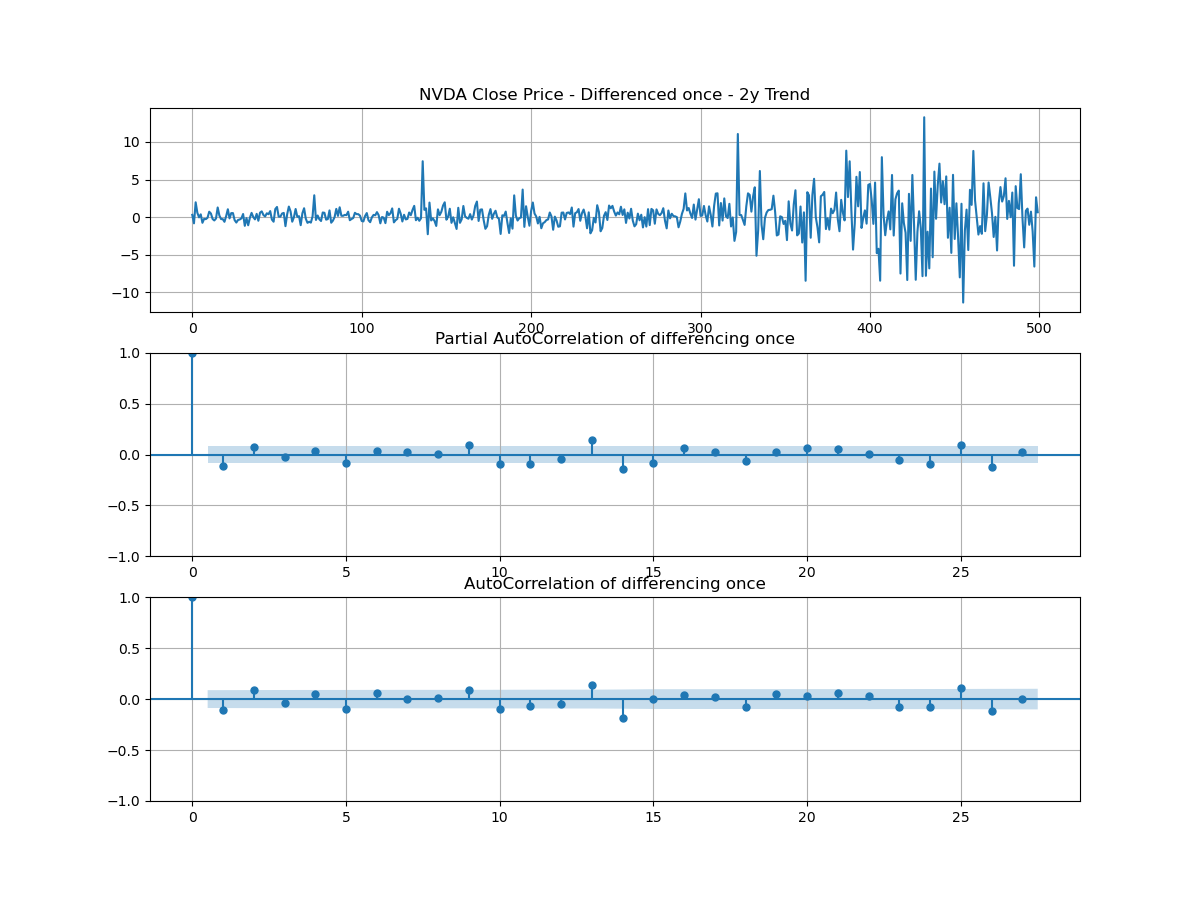 NVDA Close Price - Differenced once - 2y Trend
10
5
0
−5
−10
0 100 200 300 400 500
Partial AutoCorrelation of differencing once
1.0
0.5
0.0
−0.5
−1.0
0 5 10 15 20 25
AutoCorrelation of differencing once
1.0
0.5
0.0
−0.5
−1.0
0 5 10 15 20 25